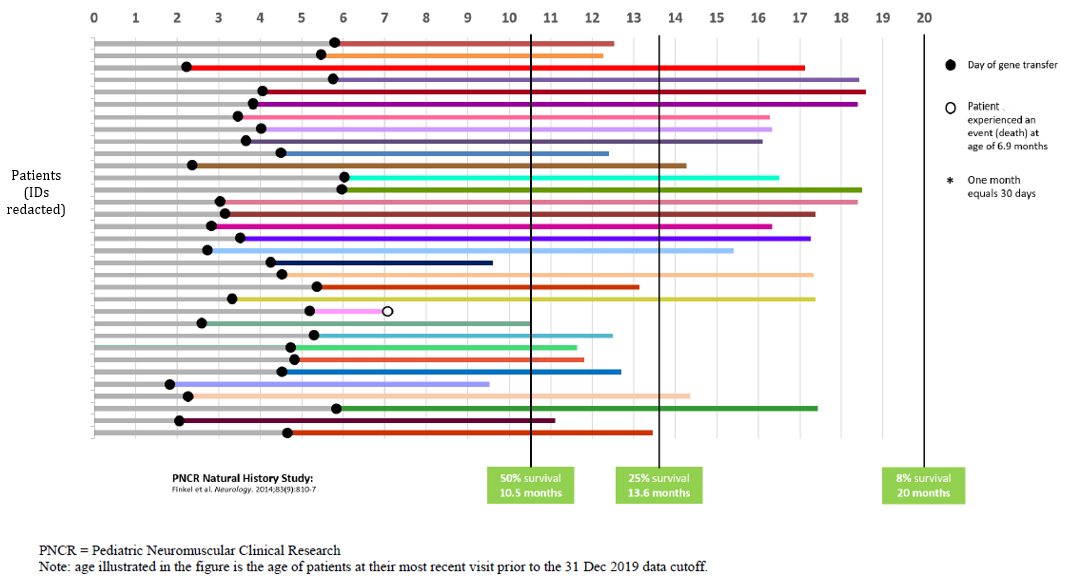 0 1 2 3 4 5 6 7 8 9 10 11 12 13 14 15 16 17 18 19 20
Day of gene transfer
Patient
experienced an
event (death) at
age of 6.9 months
* One month
equals 30 days
Patients
(IDs
redacted)
PNCR Natural History Study:
Finkel et al. Neurology. 2014;83(9):810-7
50% survival
10.5 months
25% survival
13.6 months
8% survival
20 months
PNCR = Pediatric Neuromuscular Clinical Research
Note: age illustrated in the figure is the age of patients at their most recent visit prior to the 31 Dec 2019 data cutoff.